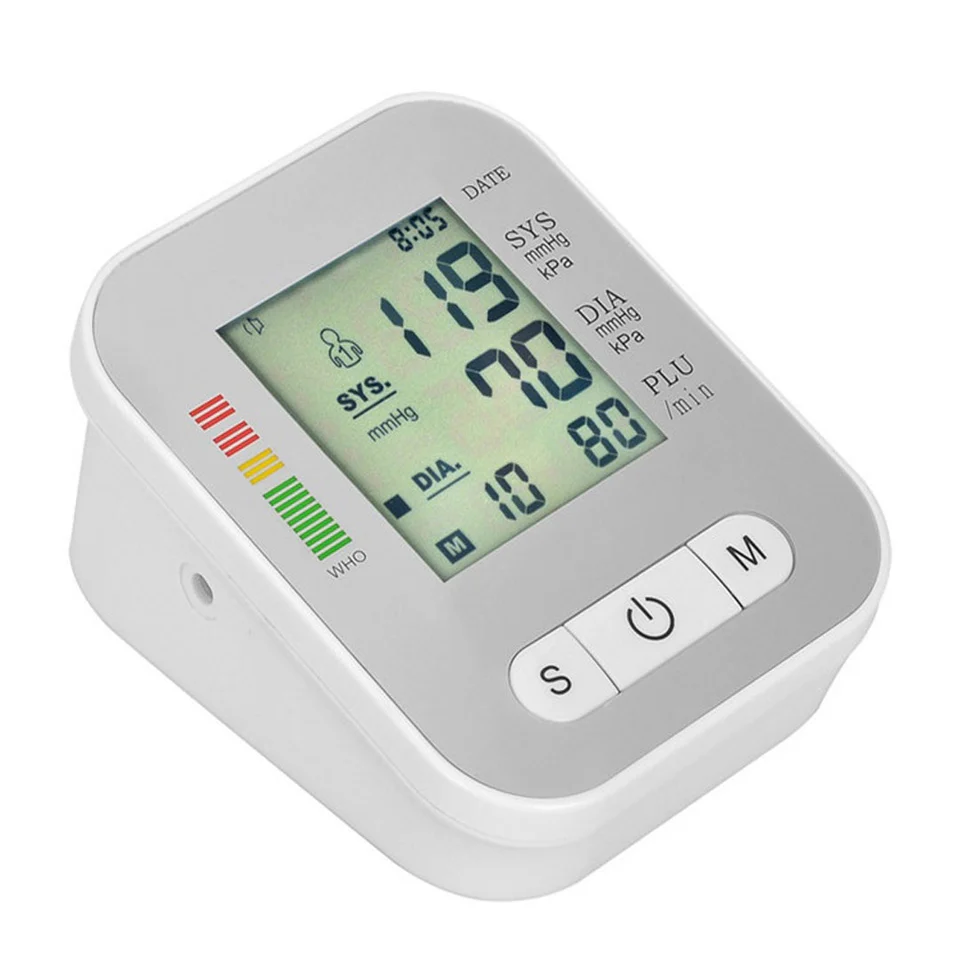 DATE
8:05
SYS
mmHg
kPa
119
1
SYS.
mmHg
DIA
mmHg
kPa
70
PLU
/min
80
DIA.
10
M
WHO
S
M